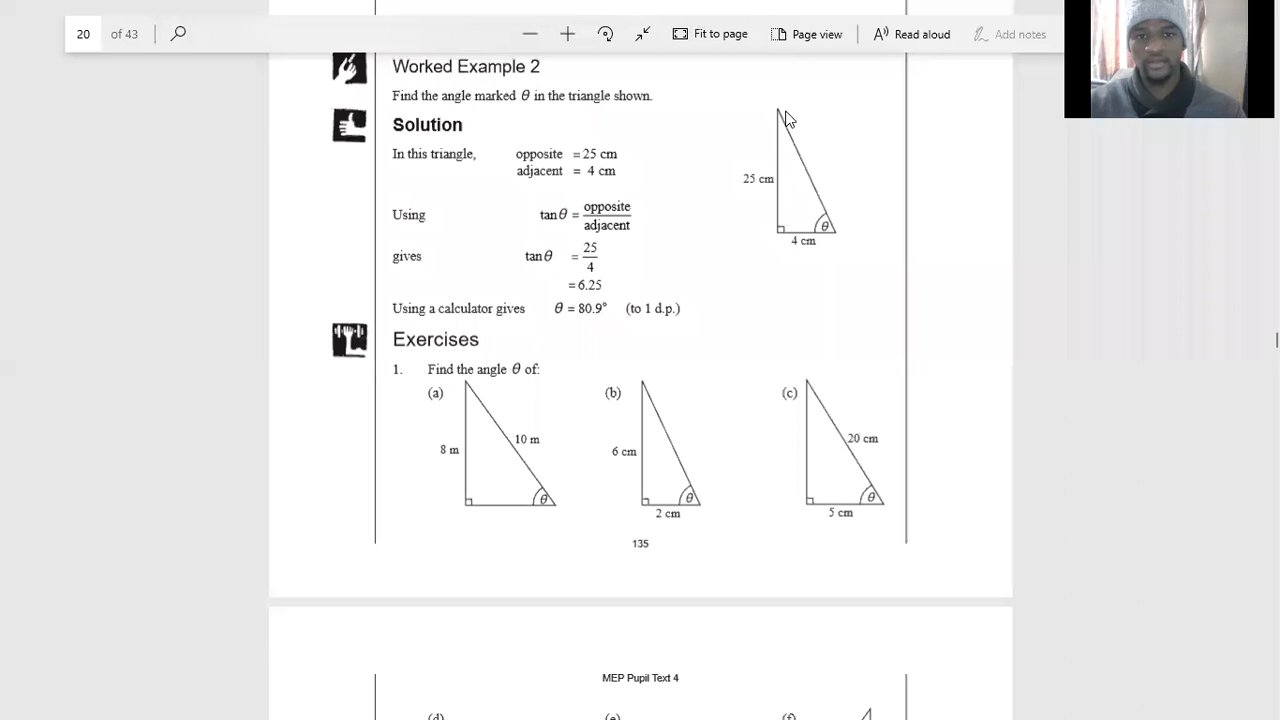 20 of 43 Fit to page Page view Read aloud Add notes
Worked Example 2
Find the angle marked θ in the triangle shown.
Solution
In this triangle, opposite = 25 cm
adjacent = 4 cm
25 cm
4 cm
θ
Using tanθ = opposite
adjacent
gives tanθ = 25
4
= 6.25
Using a calculator gives θ = 80.9° (to 1 d.p.)
Exercises
1. Find the angle θ of:
(a) (b) (c)
8 m 10 m θ
6 cm 2 cm θ
20 cm 5 cm θ
135
MEP Pupil Text 4
(d) (e) (f)